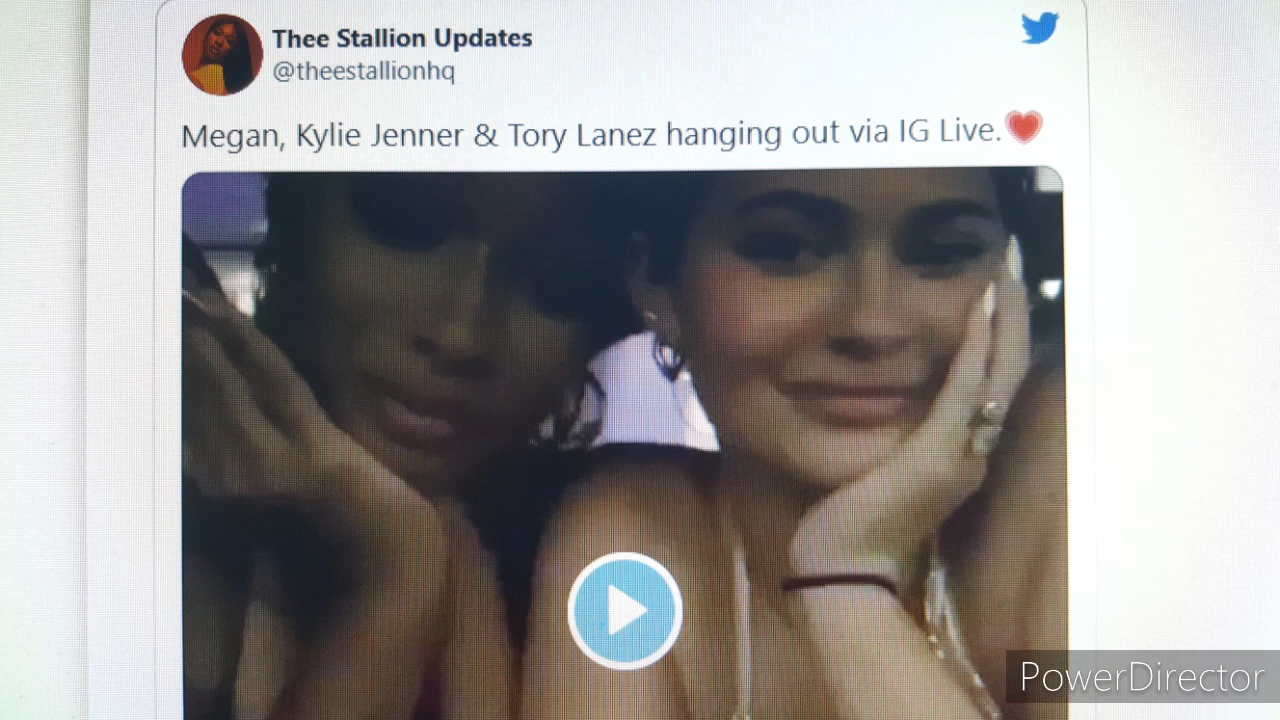 Thee Stallion Updates
@theestallionhq
Megan, Kylie Jenner & Tory Lanez hanging out via IG Live.❤️
PowerDirector